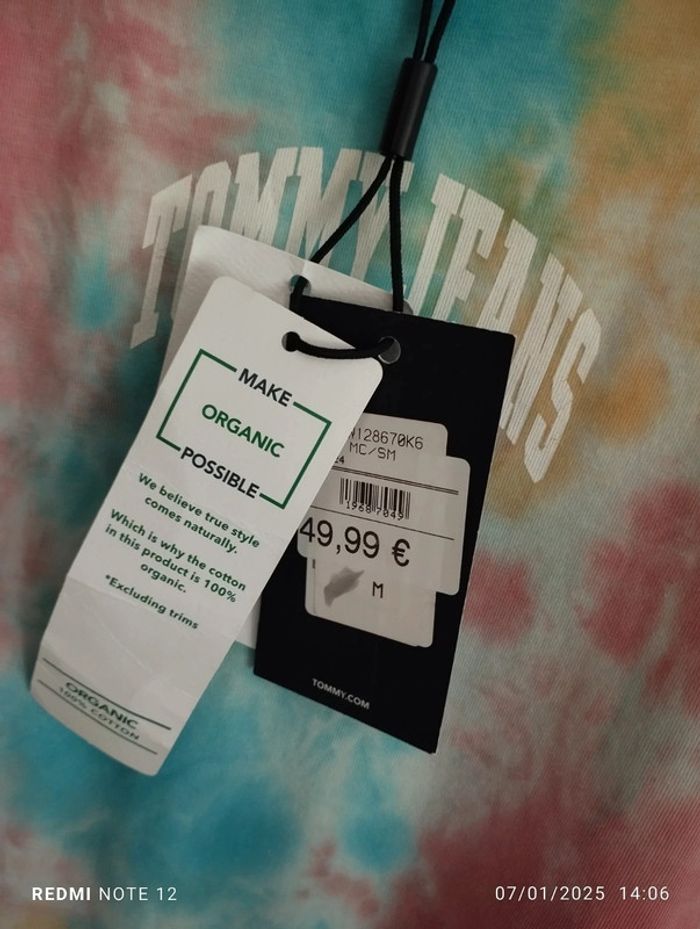 TOMMY JEANS
MAKE
ORGANIC
POSSIBLE
We believe true style
comes naturally.
Which is why the cotton
in this product is 100%
organic.
*Excluding trims
ORGANIC
100% COTTON
128670K6
MC/SM
49,99 €
M
TOMMY.COM
REDMI NOTE 12
07/01/2025 14:06